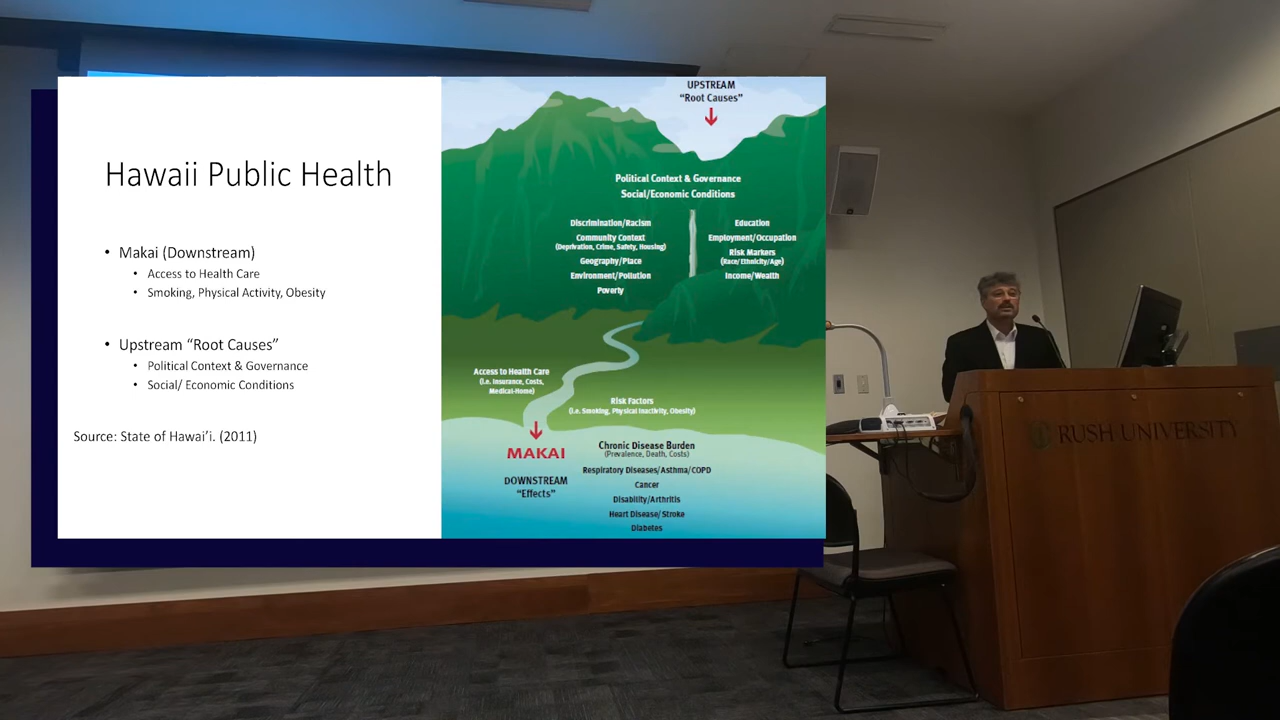 Hawaii Public Health
• Makai (Downstream)
• Access to Health Care
• Smoking, Physical Activity, Obesity
• Upstream “Root Causes”
• Political Context & Governance
• Social/ Economic Conditions
Source: State of Hawai’i. (2011)
UPSTREAM
“Root Causes”
Political Context & Governance
Social/Economic Conditions
Discrimination/Racism
Community Context
(Deprivation, Crime, Safety, Housing)
Geography/Place
Environment/Pollution
Poverty
Education
Employment/Occupation
Risk Markers
(Race/Ethnicity/Age)
Income/Wealth
Access to Health Care
(i.e. Insurance, Costs,
Medical-Home)
Risk Factors
(i.e. Smoking, Physical Inactivity, Obesity)
MAKAI
DOWNSTREAM
“Effects”
Chronic Disease Burden
(Prevalence, Death, Costs)
Respiratory Diseases/Asthma/COPD
Cancer
Disability/Arthritis
Heart Disease/Stroke
Diabetes
RUSH UNIVERSITY